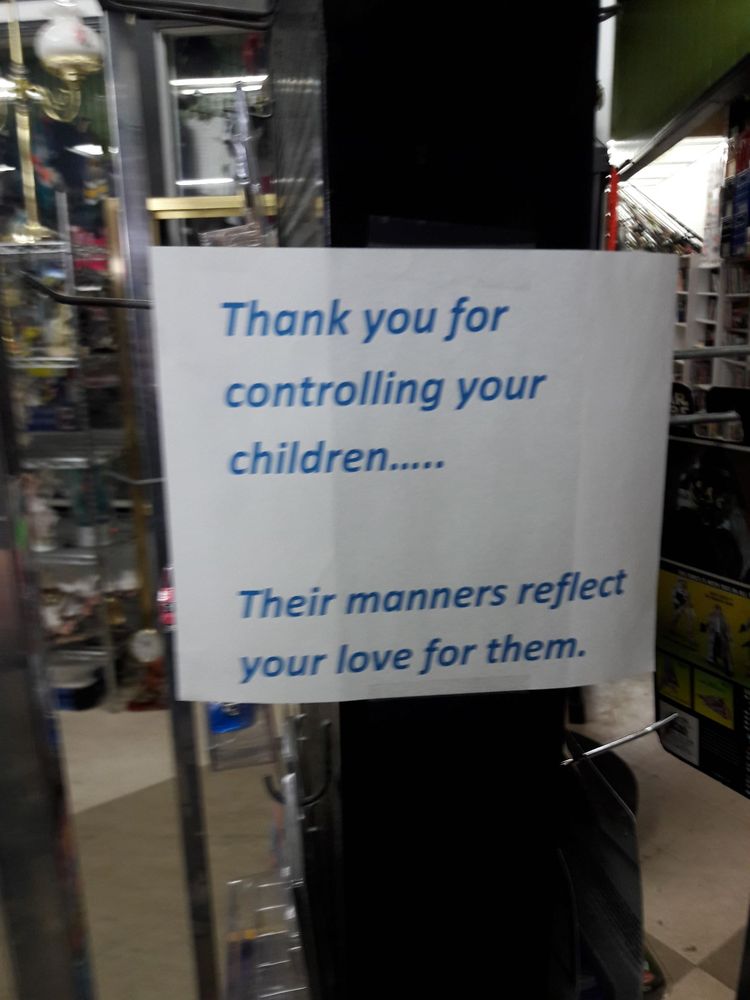 Thank you for
controlling your
children.....
Their manners reflect
your love for them.